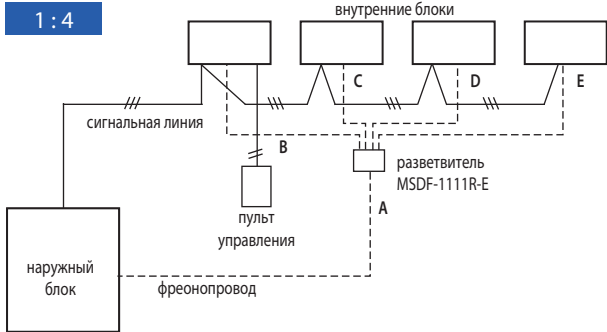 1 : 4
внутренние блоки
C
D
E
сигнальная линия
B
разветвитель
MSDF-1111R-E
A
пульт
управления
наружный
блок
фреонопровод